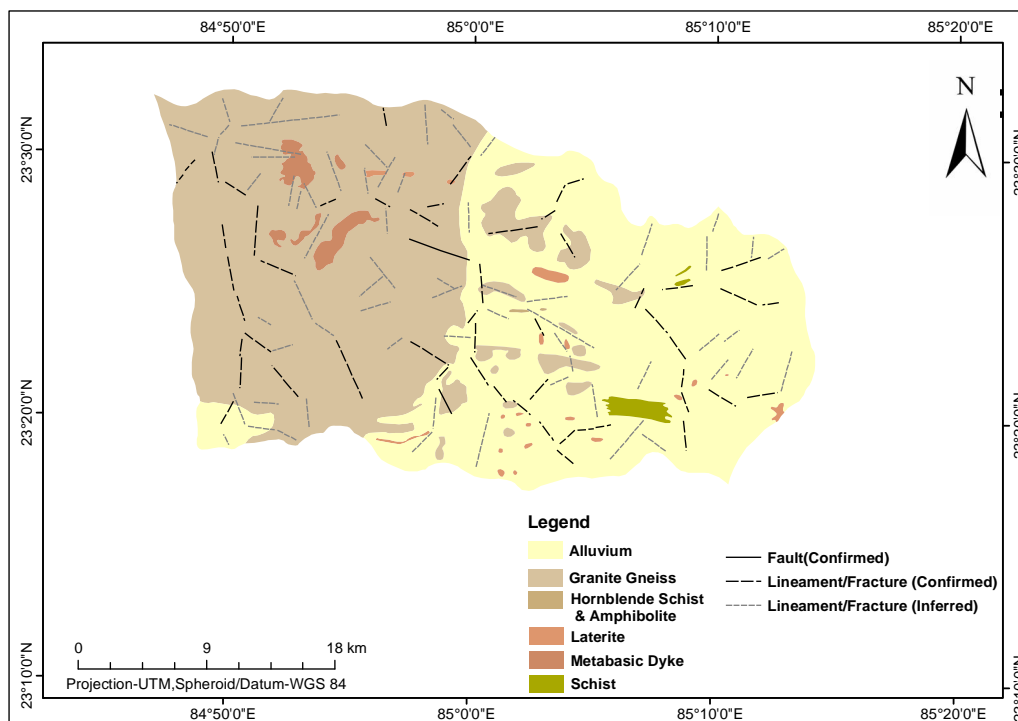 84°50'0"E
85°0'0"E
85°10'0"E
85°20'0"E
N
23°30'0"N
23°20'0"N
23°10'0"N
Legend
Alluvium
Granite Gneiss
Hornblende Schist
& Amphibolite
Laterite
Metabasic Dyke
Schist
Fault(Confirmed)
Lineament/Fracture (Confirmed)
Lineament/Fracture (Inferred)
0
9
18 km
Projection-UTM,Spheroid/Datum-WGS 84
84°50'0"E
85°0'0"E
85°10'0"E
85°20'0"E